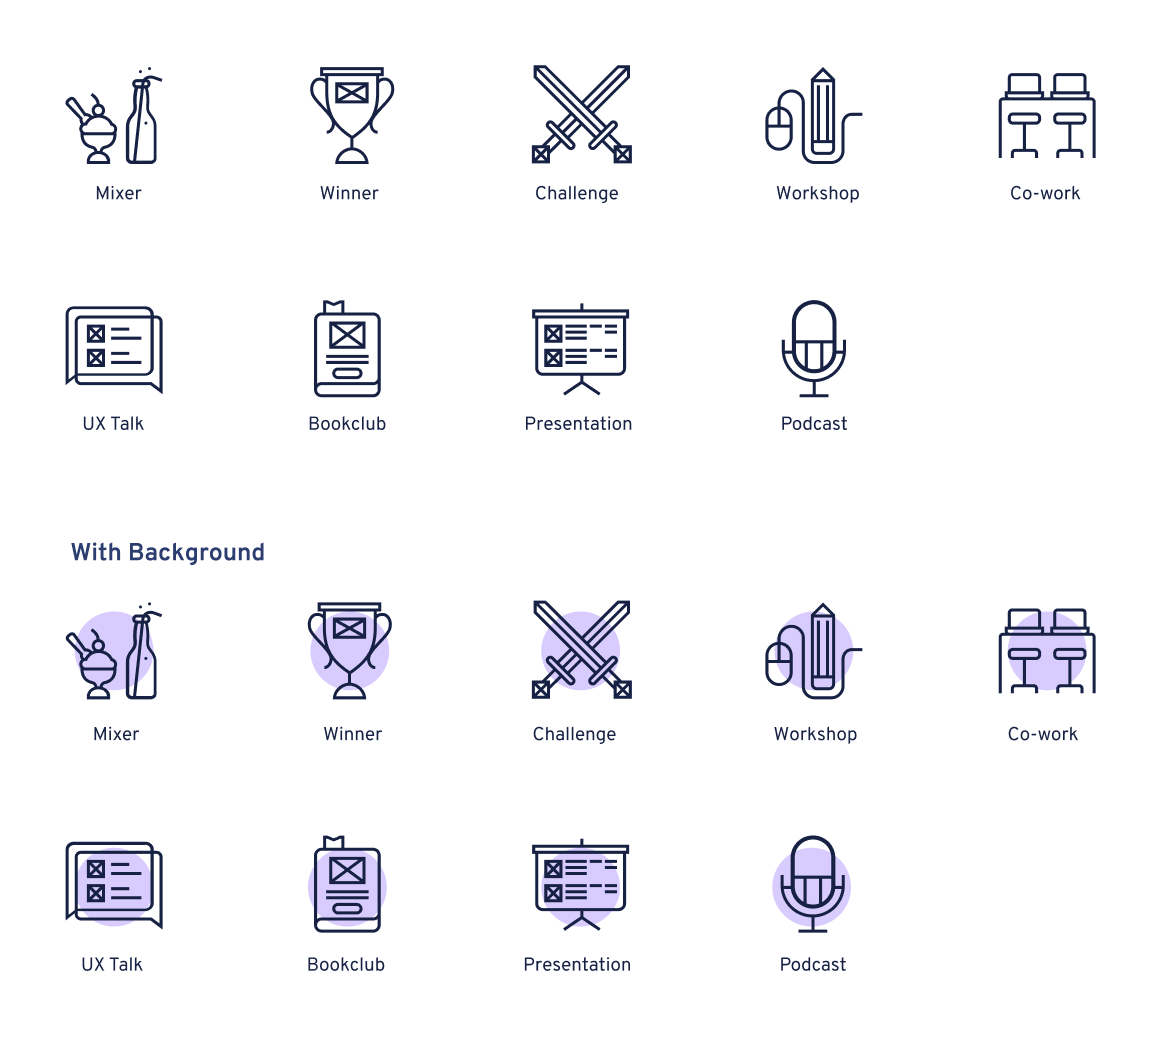 Mixer
Winner
Challenge
Workshop
Co-work
UX Talk
Bookclub
Presentation
Podcast
With Background
Mixer
Winner
Challenge
Workshop
Co-work
UX Talk
Bookclub
Presentation
Podcast